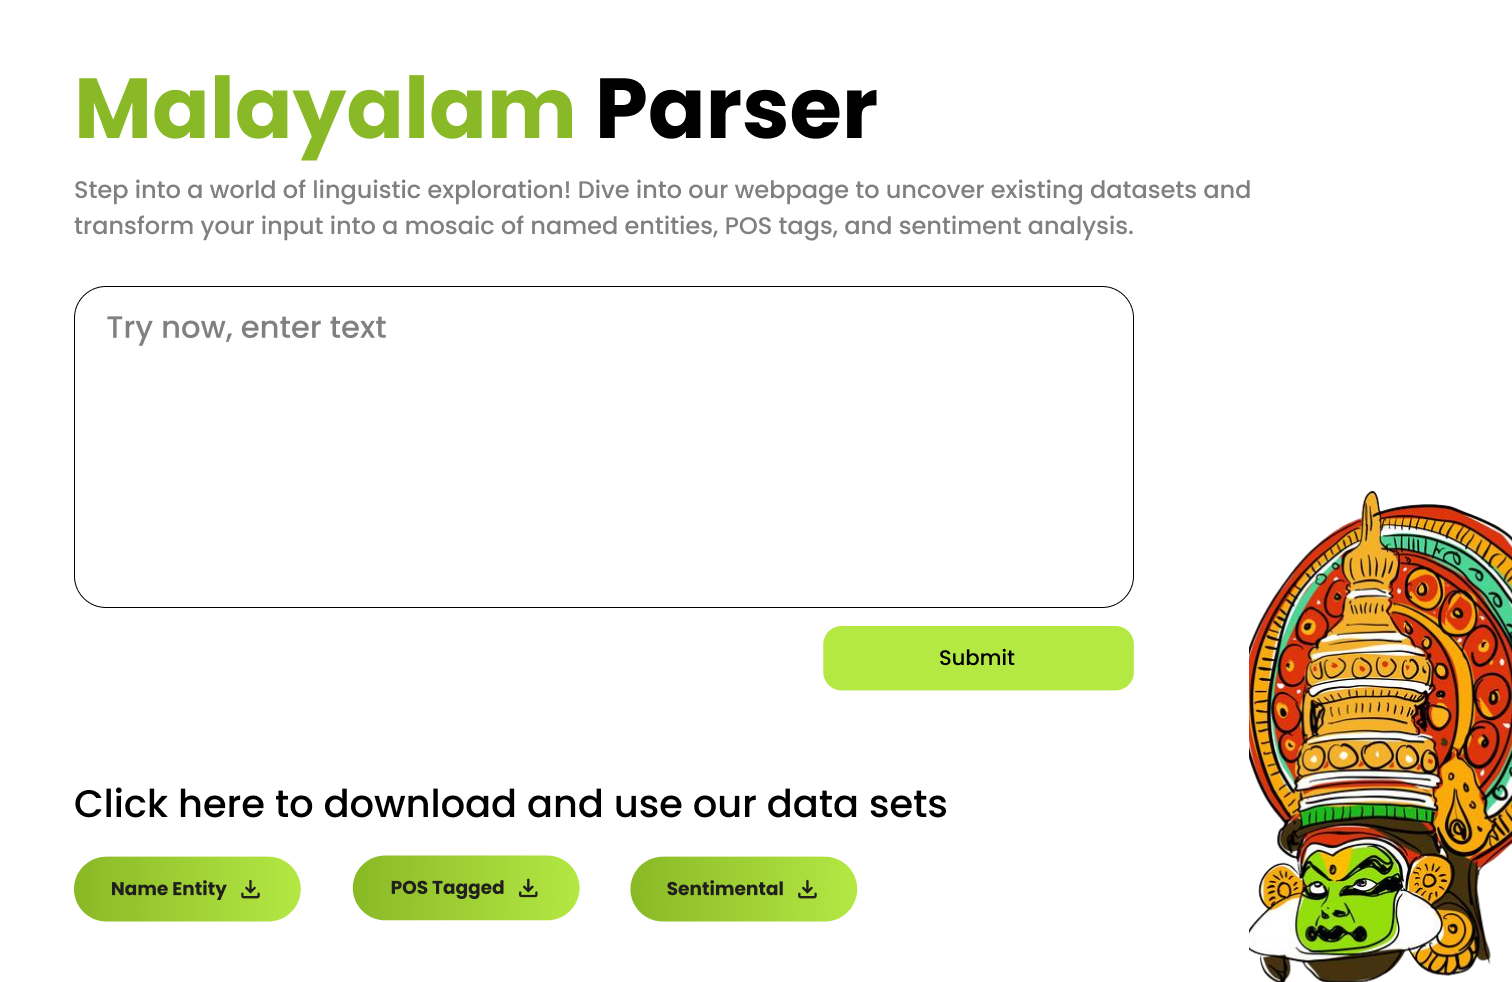 Malayalam Parser
Step into a world of linguistic exploration! Dive into our webpage to uncover existing datasets and
transform your input into a mosaic of named entities, POS tags, and sentiment analysis.
Try now, enter text
Submit
Click here to download and use our data sets
Name Entity
POS Tagged
Sentimental